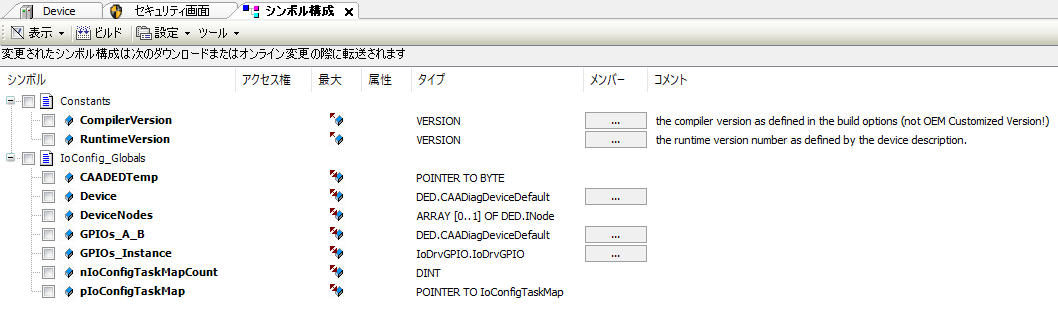 Device セキュリティ画面 シンボル構成
表示 ビルド 設定 ツール
変更されたシンボル構成は次のダウンロードまたはオンライン変更の際に転送されます
シンボル アクセス権 最大 属性 タイプ メンバー コメント
Constants
CompilerVersion VERSION ... the compiler version as defined in the build options (not OEM Customized Version!)
RuntimeVersion VERSION ... the runtime version number as defined by the device description.
IoConfig_Globals
CAADEDTemp POINTER TO BYTE
Device DED.CAADiagDeviceDefault ...
DeviceNodes ARRAY [0..1] OF DED.INode
GPIOs_A_B DED.CAADiagDeviceDefault ...
GPIOs_Instance IoDrvGPIO.IoDrvGPIO ...
nIoConfigTaskMapCount DINT
pIoConfigTaskMap POINTER TO IoConfigTaskMap